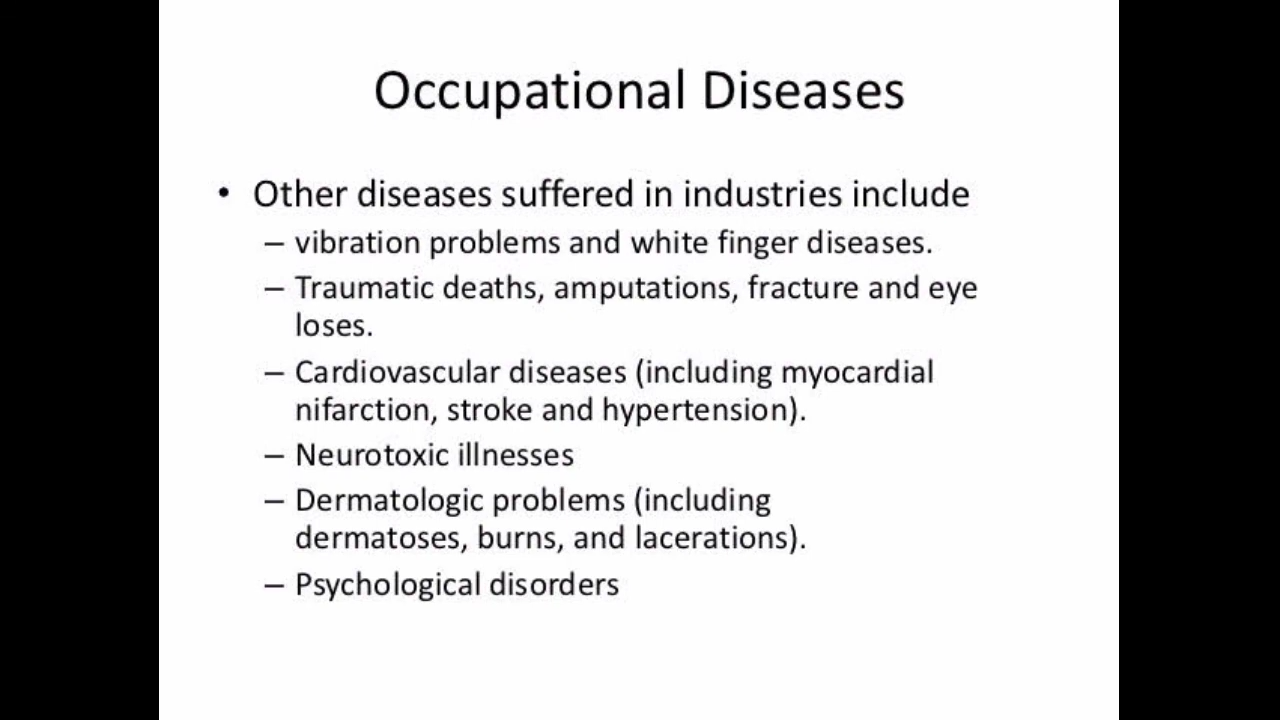 Occupational Diseases
• Other diseases suffered in industries include
– vibration problems and white finger diseases.
– Traumatic deaths, amputations, fracture and eye
loses.
– Cardiovascular diseases (including myocardial
nifarction, stroke and hypertension).
– Neurotoxic illnesses
– Dermatologic problems (including
dermatoses, burns, and lacerations).
– Psychological disorders